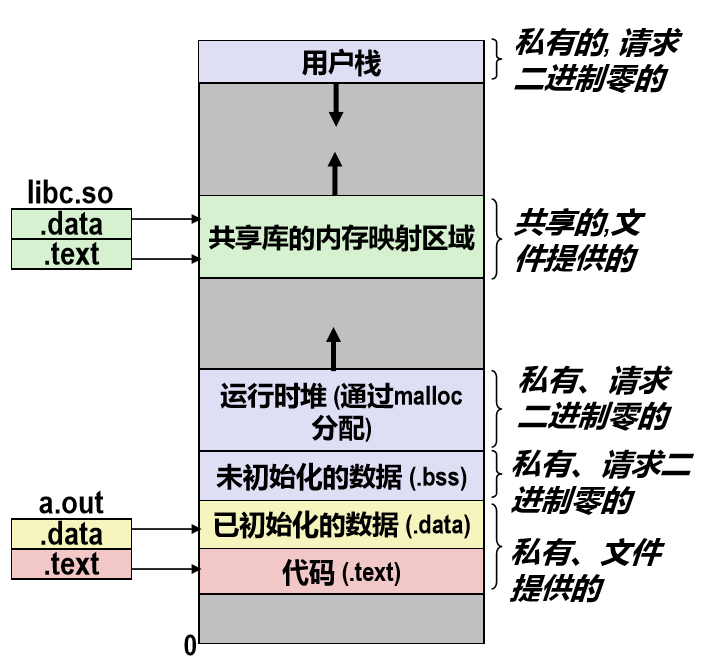 用户栈
私有的, 请求
二进制零的
libc.so
.data
.text
共享库的内存映射区域
共享的,文
件提供的
运行时堆 (通过malloc
分配)
私有、请求
二进制零的
未初始化的数据 (.bss)
私有、请求二
进制零的
a.out
.data
.text
已初始化的数据 (.data)
代码 (.text)
私有、文件
提供的
0